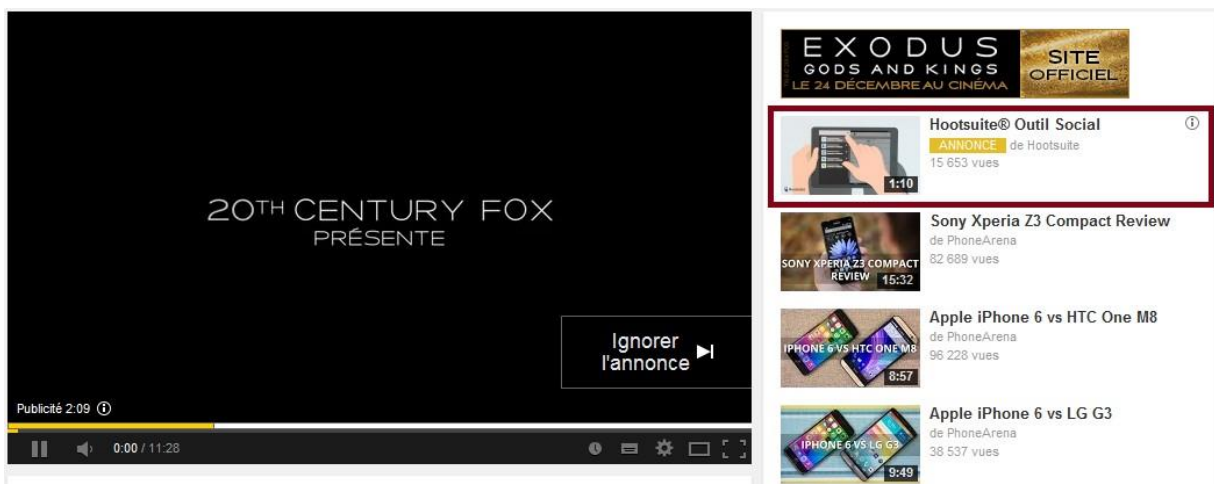 20TH CENTURY FOX
PRÉSENTE
Ignorer
l'annonce
Publicité 2:09
0:00 / 11:28
EXODUS
GODS AND KINGS
LE 24 DÉCEMBRE AU CINÉMA
SITE
OFFICIEL
Hootsuite® Outil Social
ANNONCE de Hootsuite
15 653 vues
1:10
Sony Xperia Z3 Compact Review
de PhoneArena
82 689 vues
SONY XPERIA Z3 COMPACT
REVIEW
15:32
Apple iPhone 6 vs HTC One M8
de PhoneArena
96 228 vues
IPHONE 6 VS HTC ONE M8
8:57
Apple iPhone 6 vs LG G3
de PhoneArena
38 537 vues
IPHONE 6 VS LG G3
9:49